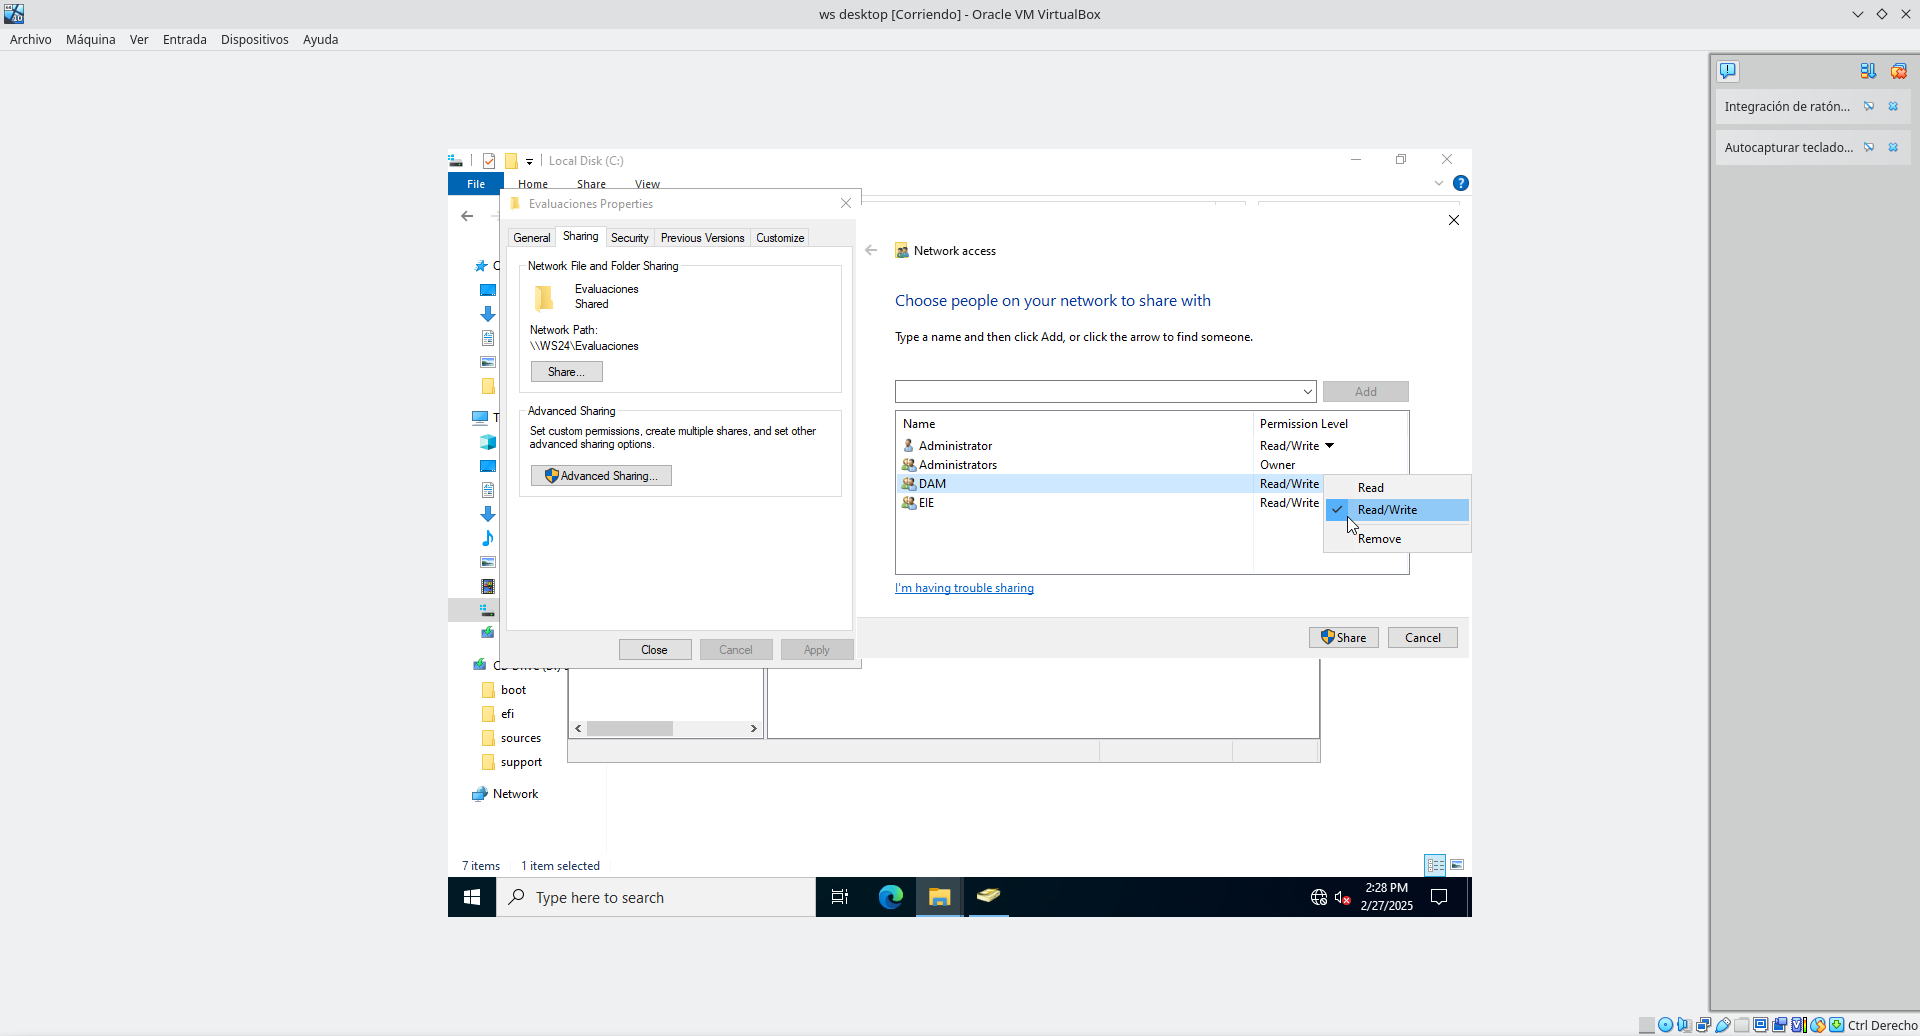 ws desktop [Corriendo] - Oracle VM VirtualBox
Archivo Máquina Ver Entrada Dispositivos Ayuda
Integración de ratón...
Autocapturar teclado...
Local Disk (C:)
File Home Share View
Evaluaciones Properties
General Sharing Security Previous Versions Customize
Network File and Folder Sharing
Evaluaciones
Shared
Network Path:
\\WS24\Evaluaciones
Share...
Advanced Sharing
Set custom permissions, create multiple shares, and set other
advanced sharing options.
Advanced Sharing...
Close Cancel Apply
Network access
Choose people on your network to share with
Type a name and then click Add, or click the arrow to find someone.
Add
Name Permission Level
Administrator Read/Write
Administrators Owner
DAM Read/Write
EIE Read/Write
Read
Read/Write
Remove
I'm having trouble sharing
Share Cancel
boot
efi
sources
support
Network
7 items 1 item selected
Type here to search
2:28 PM
2/27/2025
Ctrl Derecho